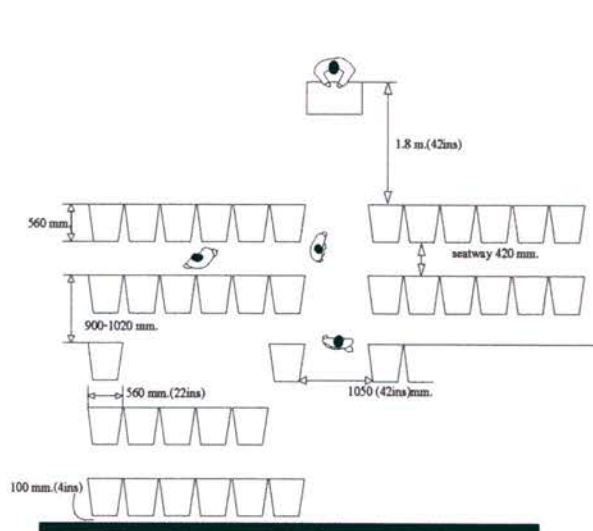 1.8 m.(42ins)
560 mm.
seatway 420 mm.
900-1020 mm.
560 mm.(22ins)
1050 (42ins)mm.
100 mm.(4ins)